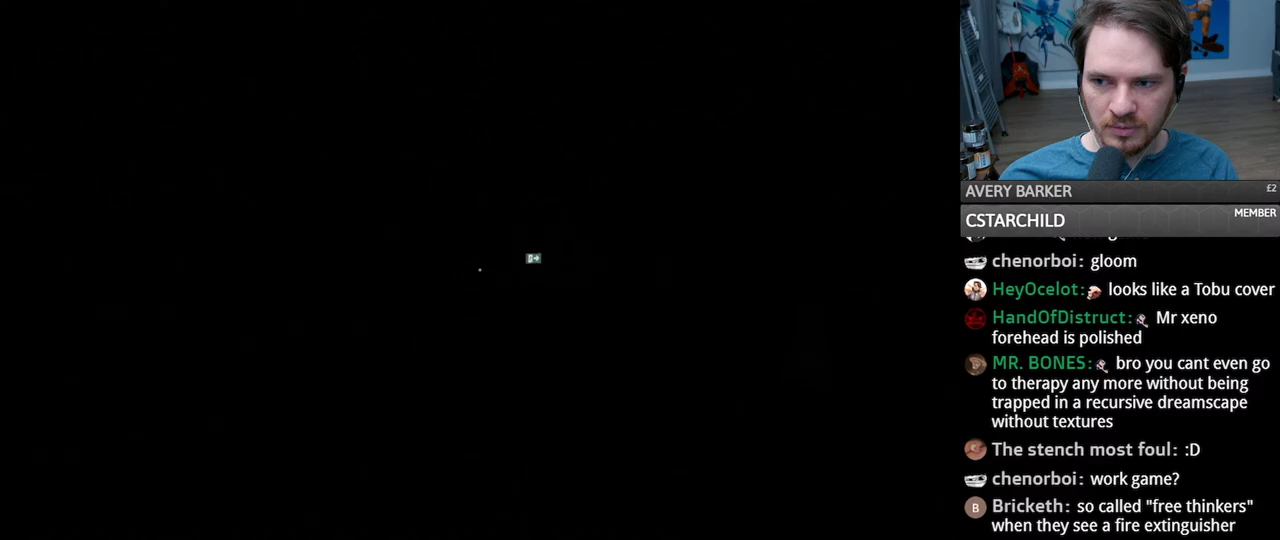 AVERY BARKER £2
CSTARCHILD MEMBER
chenorboi: gloom
HeyOcelot: looks like a Tobu cover
HandOfDistruct: Mr xeno
forehead is polished
MR. BONES: bro you cant even go
to therapy any more without being
trapped in a recursive dreamscape
without textures
The stench most foul: :D
chenorboi: work game?
B Bricketh: so called "free thinkers"
when they see a fire extinguisher